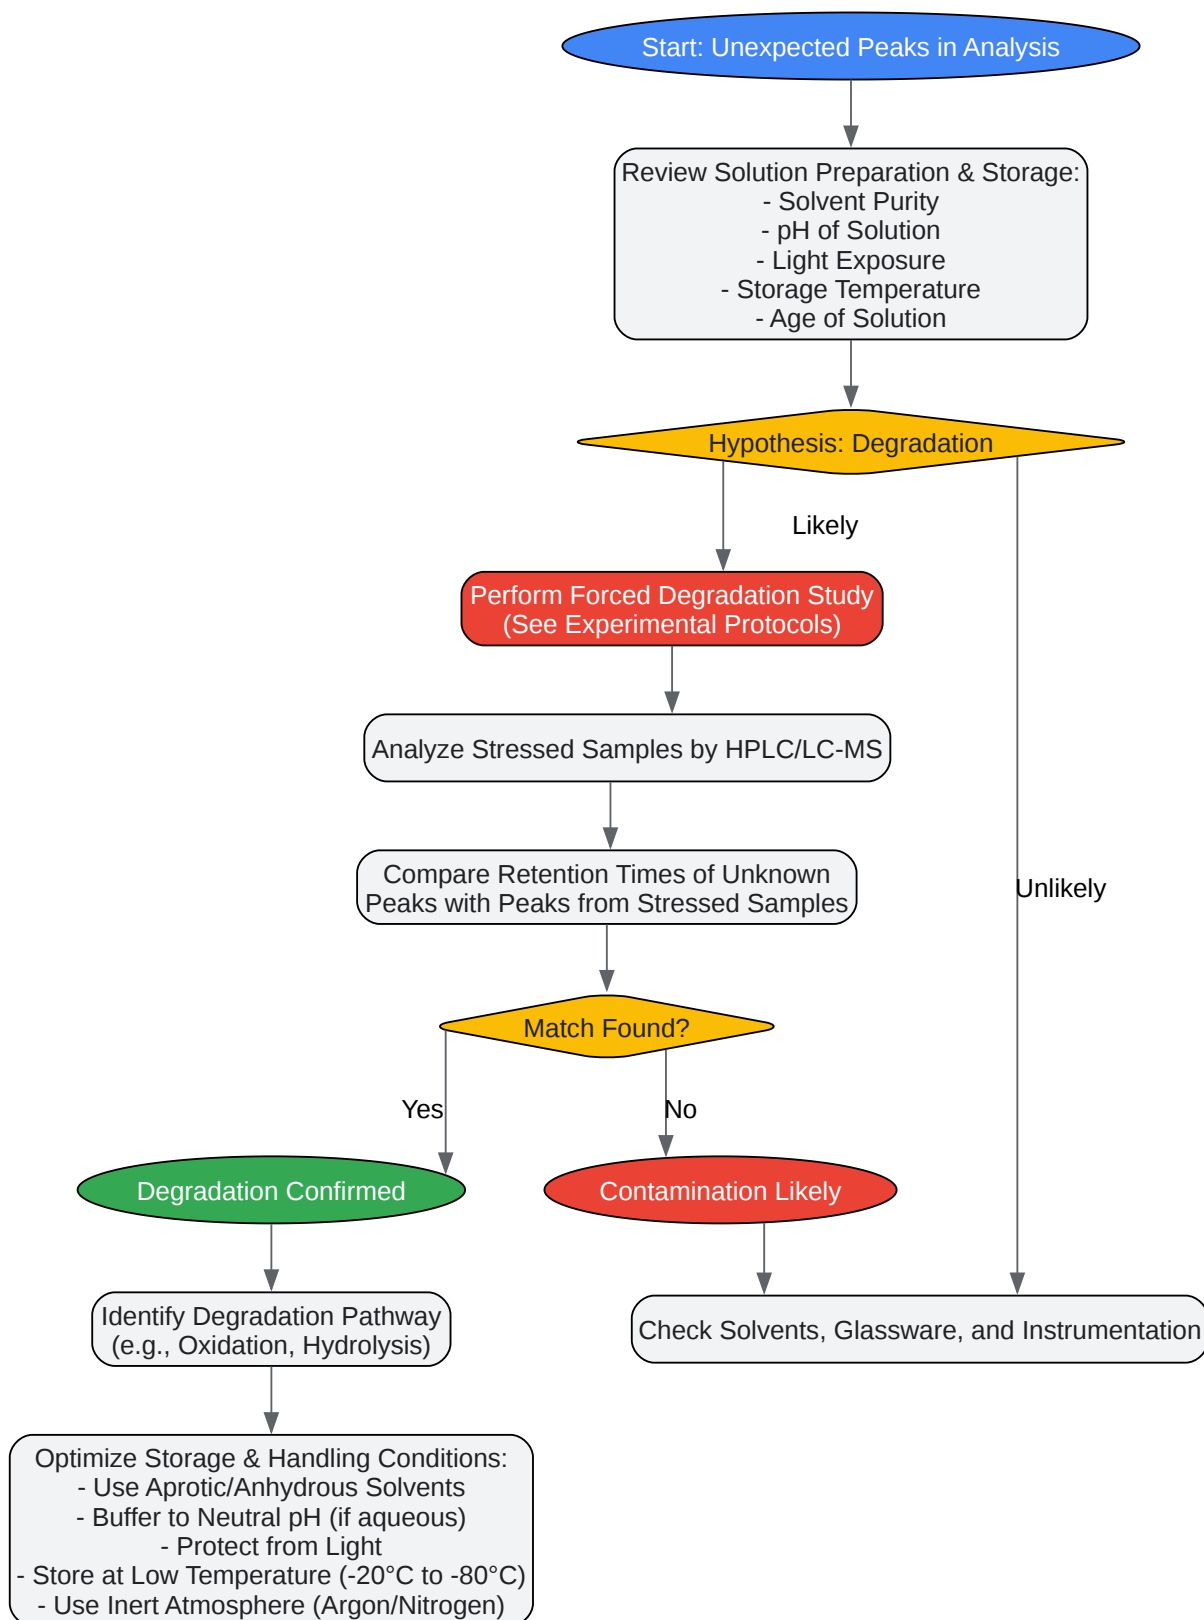 Start: Unexpected Peaks in Analysis
Review Solution Preparation & Storage:
- Solvent Purity
- pH of Solution
- Light Exposure
- Storage Temperature
- Age of Solution
Hypothesis: Degradation
Likely
Perform Forced Degradation Study
(See Experimental Protocols)
Analyze Stressed Samples by HPLC/LC-MS
Compare Retention Times of Unknown
Peaks with Peaks from Stressed Samples
Unlikely
Match Found?
Yes
No
Degradation Confirmed
Contamination Likely
Identify Degradation Pathway
(e.g., Oxidation, Hydrolysis)
Check Solvents, Glassware, and Instrumentation
Optimize Storage & Handling Conditions:
- Use Aprotic/Anhydrous Solvents
- Buffer to Neutral pH (if aqueous)
- Protect from Light
- Store at Low Temperature (-20°C to -80°C)
- Use Inert Atmosphere (Argon/Nitrogen)